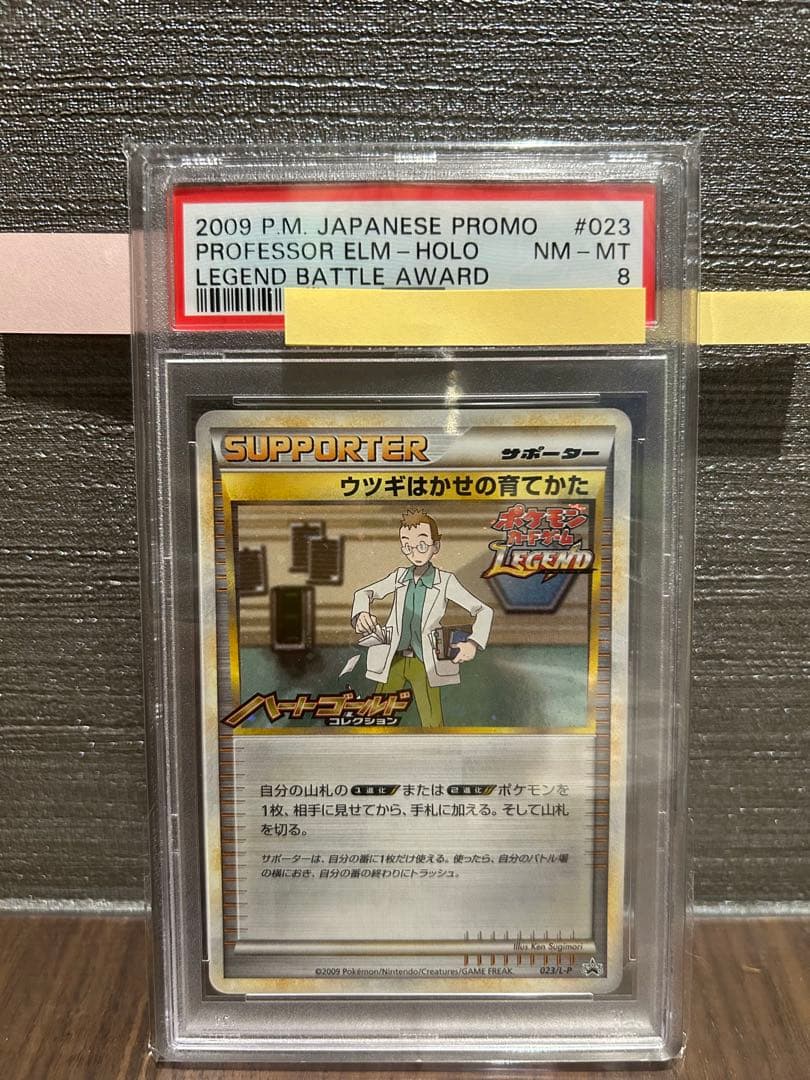 2009 P.M. JAPANESE PROMO #023
PROFESSOR ELM-HOLO NM-MT
LEGEND BATTLE AWARD 8
SUPPORTER サポーター
ウツギはかせの育てかた
ポケモン
カードゲーム
LEGEND
ハートゴールド
コレクション
自分の山札の1進化または2進化ポケモンを
1枚、相手に見せてから、手札に加える。そして山札
を切る。
サポーターは、自分の番に1枚だけ使える。使ったら、自分のバトル場
の横におき、自分の番の終わりにトラッシュ。
Illus. Ken Sugimori
©2009 Pokémon/Nintendo/Creatures/GAME FREAK
023/L-P